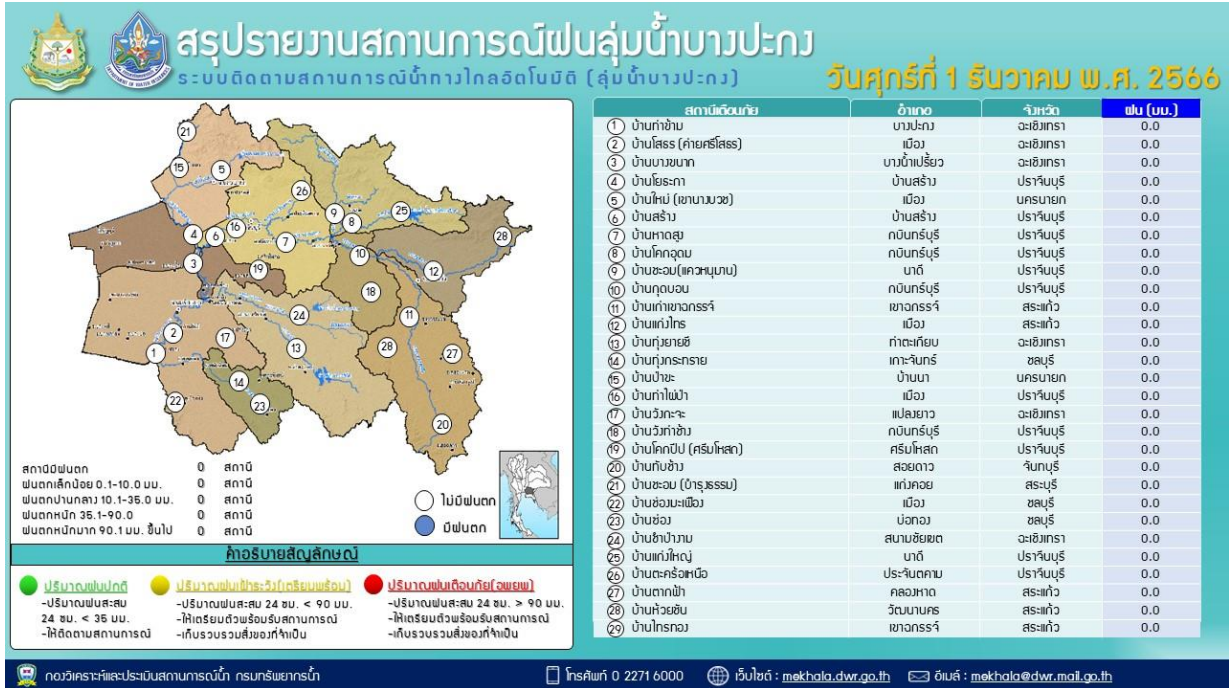 สรุปรายงานสถานการณ์ฝนลุ่มน้ำบางปะกง
ระบบติดตามสถานการณ์น้ำทางไกลอัตโนมัติ (ลุ่มน้ำบางปะกง)
วันศุกร์ที่ 1 ธันวาคม พ.ศ. 2566
สถานีเตือนภัย อำเภอ จังหวัด ฝน (มม.)
1 บ้านท่าข้าม บางปะกง ฉะเชิงเทรา 0.0
2 บ้านโสธร (ค่ายศรีโสธร) เมือง ฉะเชิงเทรา 0.0
3 บ้านบางขนาก บางน้ำเปรี้ยว ฉะเชิงเทรา 0.0
4 บ้านโยธะกา บ้านสร้าง ปราจีนบุรี 0.0
5 บ้านใหม่ (เขานางบวช) เมือง นครนายก 0.0
6 บ้านสร้าง บ้านสร้าง ปราจีนบุรี 0.0
7 บ้านหาดสูง กบินทร์บุรี ปราจีนบุรี 0.0
8 บ้านโคกอุดม กบินทร์บุรี ปราจีนบุรี 0.0
9 บ้านชะอม(แควหนุมาน) นาดี ปราจีนบุรี 0.0
10 บ้านกุดบอน กบินทร์บุรี ปราจีนบุรี 0.0
11 บ้านเก่าเขาฉกรรจ์ เขาฉกรรจ์ สระแก้ว 0.0
12 บ้านแก่งไทร เมือง สระแก้ว 0.0
13 บ้านทุ่งยายชี ท่าตะเกียบ ฉะเชิงเทรา 0.0
14 บ้านทุ่งกระทราย เกาะจันทร์ ชลบุรี 0.0
15 บ้านป่าขะ บ้านนา นครนายก 0.0
16 บ้านท่าไผ่ป่า เมือง ปราจีนบุรี 0.0
17 บ้านวังกะจะ แปลงยาว ฉะเชิงเทรา 0.0
18 บ้านวังท่าช้าง กบินทร์บุรี ปราจีนบุรี 0.0
19 บ้านโคกปีป (ศรีมโหสถ) ศรีมโหสถ ปราจีนบุรี 0.0
20 บ้านทับช้าง สอยดาว จันทบุรี 0.0
21 บ้านชะอม (บำรุงธรรม) แก่งคอย สระบุรี 0.0
22 บ้านช่องมะเฟือง เมือง ชลบุรี 0.0
23 บ้านช่อง บ่อทอง ชลบุรี 0.0
24 บ้านชำป่างาม สนามชัยเขต ฉะเชิงเทรา 0.0
25 บ้านแก่งใหญ่ นาดี ปราจีนบุรี 0.0
26 บ้านตะคร้อเหนือ ประจันตคาม ปราจีนบุรี 0.0
27 บ้านตากฟ้า คลองหาด สระแก้ว 0.0
28 บ้านห้วยชัน วัฒนานคร สระแก้ว 0.0
29 บ้านไทรทอง เขาฉกรรจ์ สระแก้ว 0.0
สถานีมีฝนตก 0 สถานี
ฝนตกเล็กน้อย 0.1-10.0 มม. 0 สถานี
ฝนตกปานกลาง 10.1-35.0 มม. 0 สถานี
ฝนตกหนัก 35.1-90.0 0 สถานี
ฝนตกหนักมาก 90.1 มม. ขึ้นไป 0 สถานี
ไม่มีฝนตก
มีฝนตก
คำอธิบายสัญลักษณ์
ปริมาณฝนปกติ
-ปริมาณฝนสะสม
24 ชม. < 35 มม.
-ให้ติดตามสถานการณ์
ปริมาณฝนเฝ้าระวัง(เตรียมพร้อม)
-ปริมาณฝนสะสม 24 ชม. < 90 มม.
-ให้เตรียมตัวพร้อมรับสถานการณ์
-เก็บรวบรวมสิ่งของที่จำเป็น
ปริมาณฝนเตือนภัย(อพยพ)
-ปริมาณฝนสะสม 24 ชม. > 90 มม.
-ให้เตรียมตัวพร้อมรับสถานการณ์
-เก็บรวบรวมสิ่งของที่จำเป็น
กองวิเคราะห์และประเมินสถานการณ์น้ำ กรมทรัพยากรน้ำ
โทรศัพท์ 0 2271 6000
เว็บไซต์ : mekhala.dwr.go.th
อีเมล์ : mekhala@dwr.mail.go.th